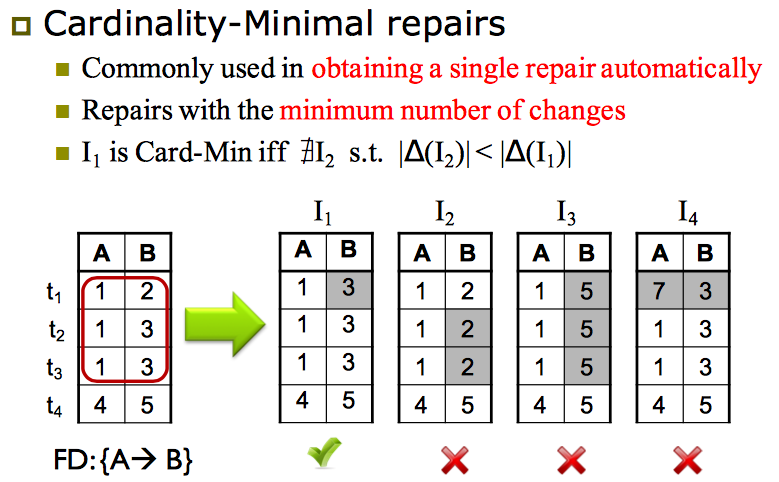 Cardinality-Minimal repairs
Commonly used in obtaining a single repair automatically
Repairs with the minimum number of changes
I₁ is Card-Min iff ∄I₂ s.t. |Δ(I₂)|< |Δ(I₁)|
I₁ I₂ I₃ I₄
A B A B A B A B A B
t₁ 1 2 1 3 1 2 1 5 7 3
t₂ 1 3 1 3 1 2 1 5 1 3
t₃ 1 3 1 3 1 2 1 5 1 3
t₄ 4 5 4 5 4 5 4 5 4 5
FD:{A→ B}